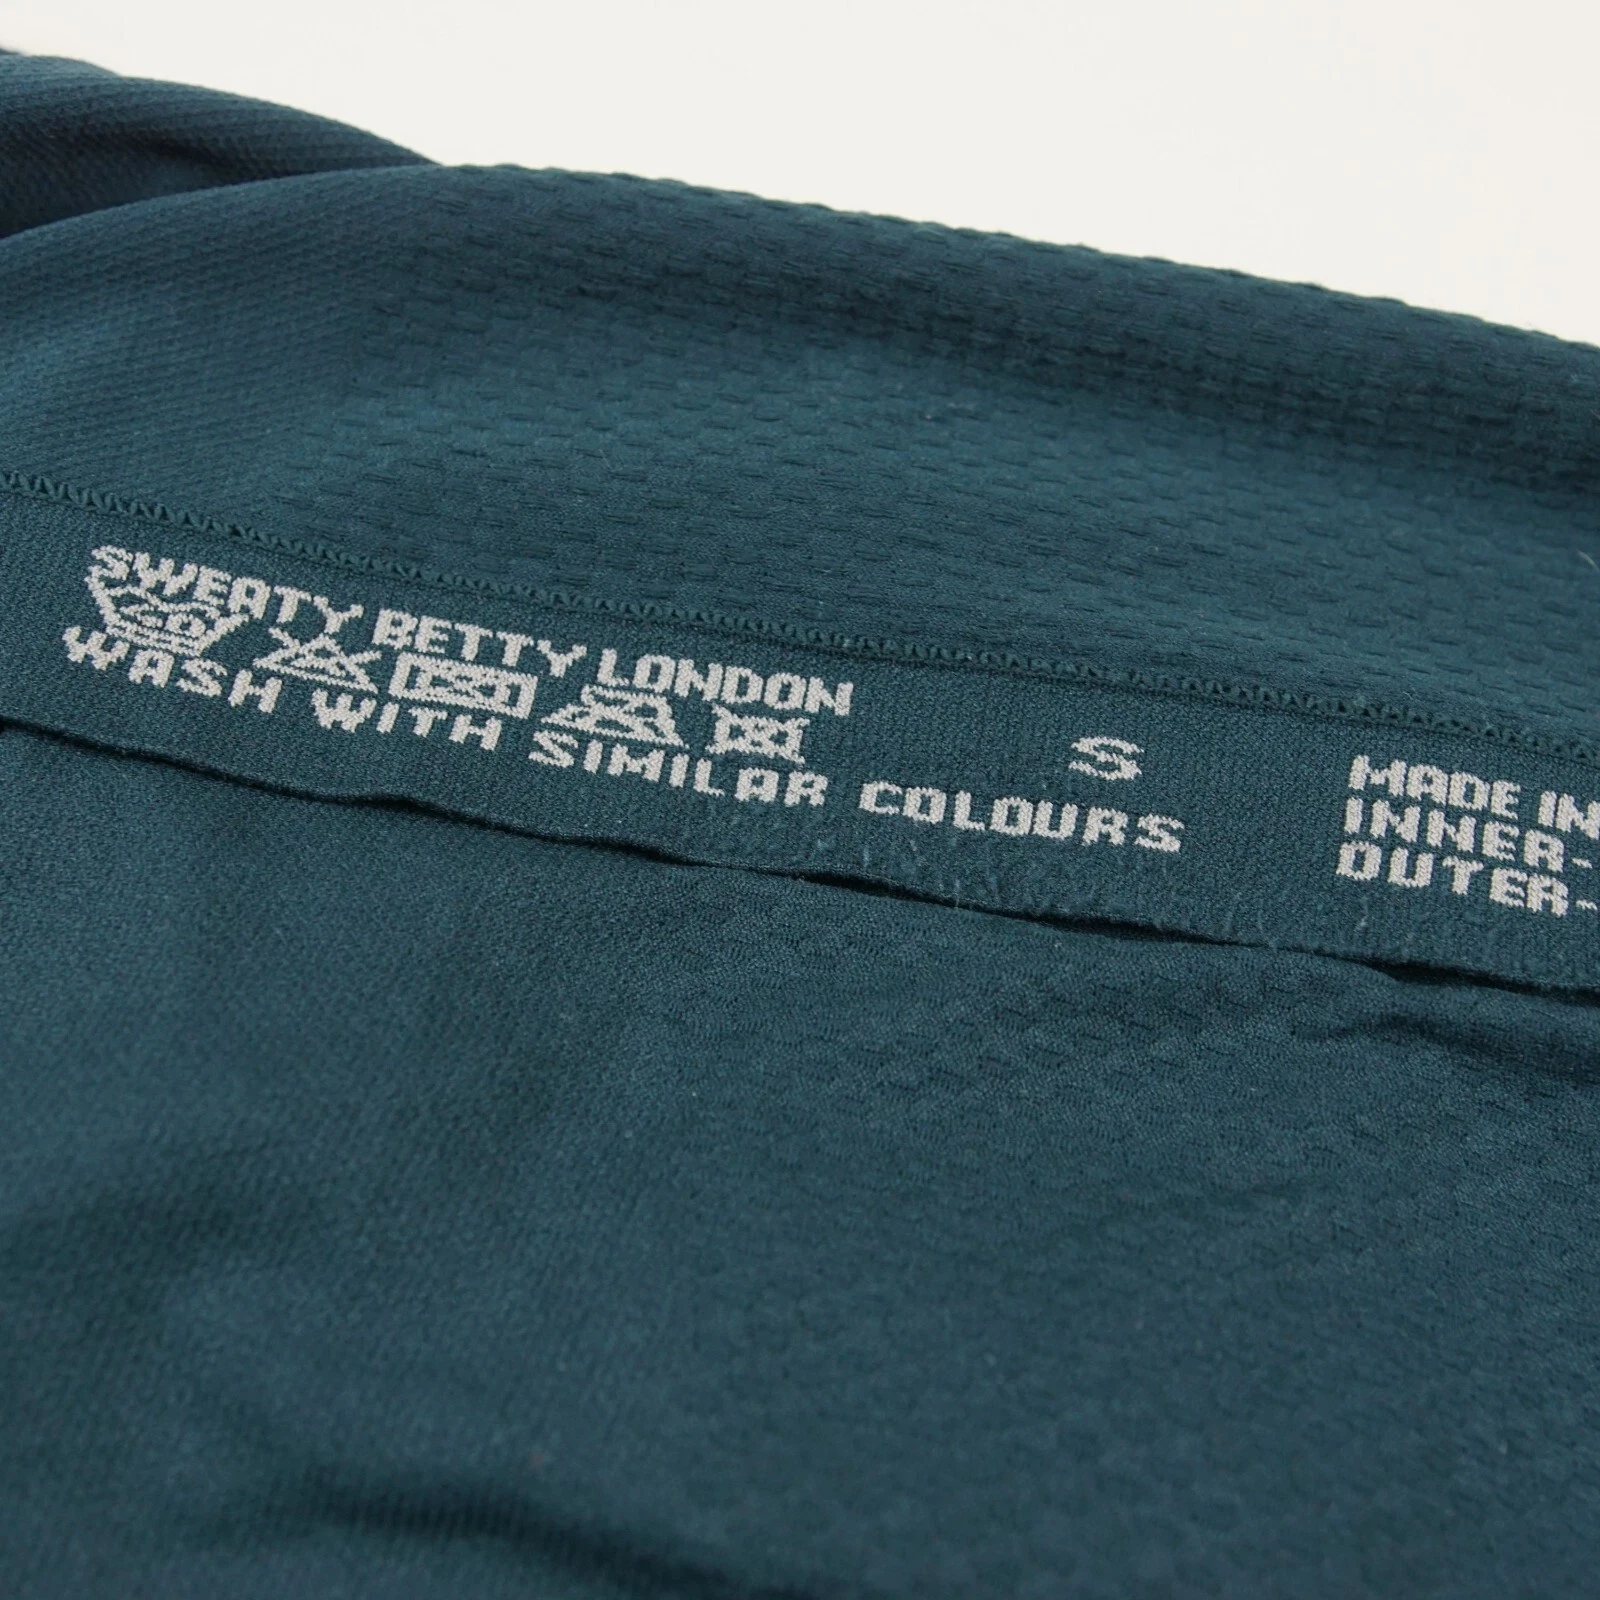 SWEATY BETTY LONDON
WASH WITH SIMILAR COLOURS
S
MADE IN
INNER-
OUTER-